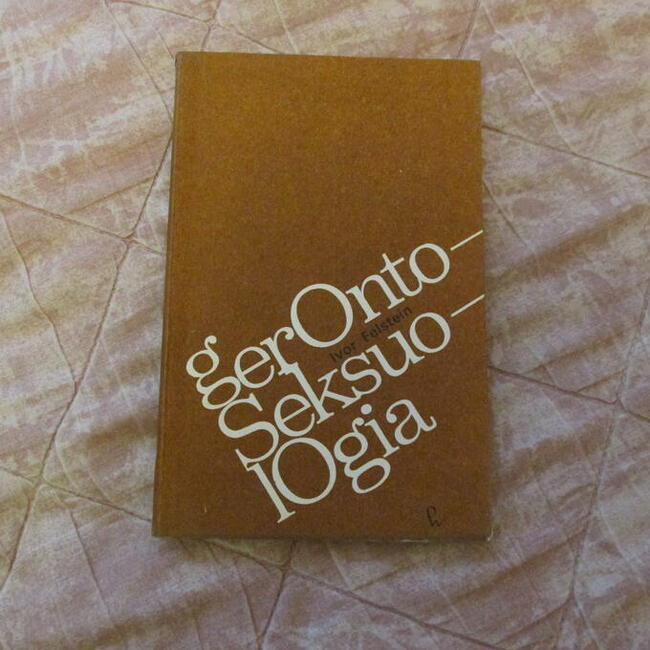 gerOnto—
Ivor Felstein
Seksuo—
lOgia
h